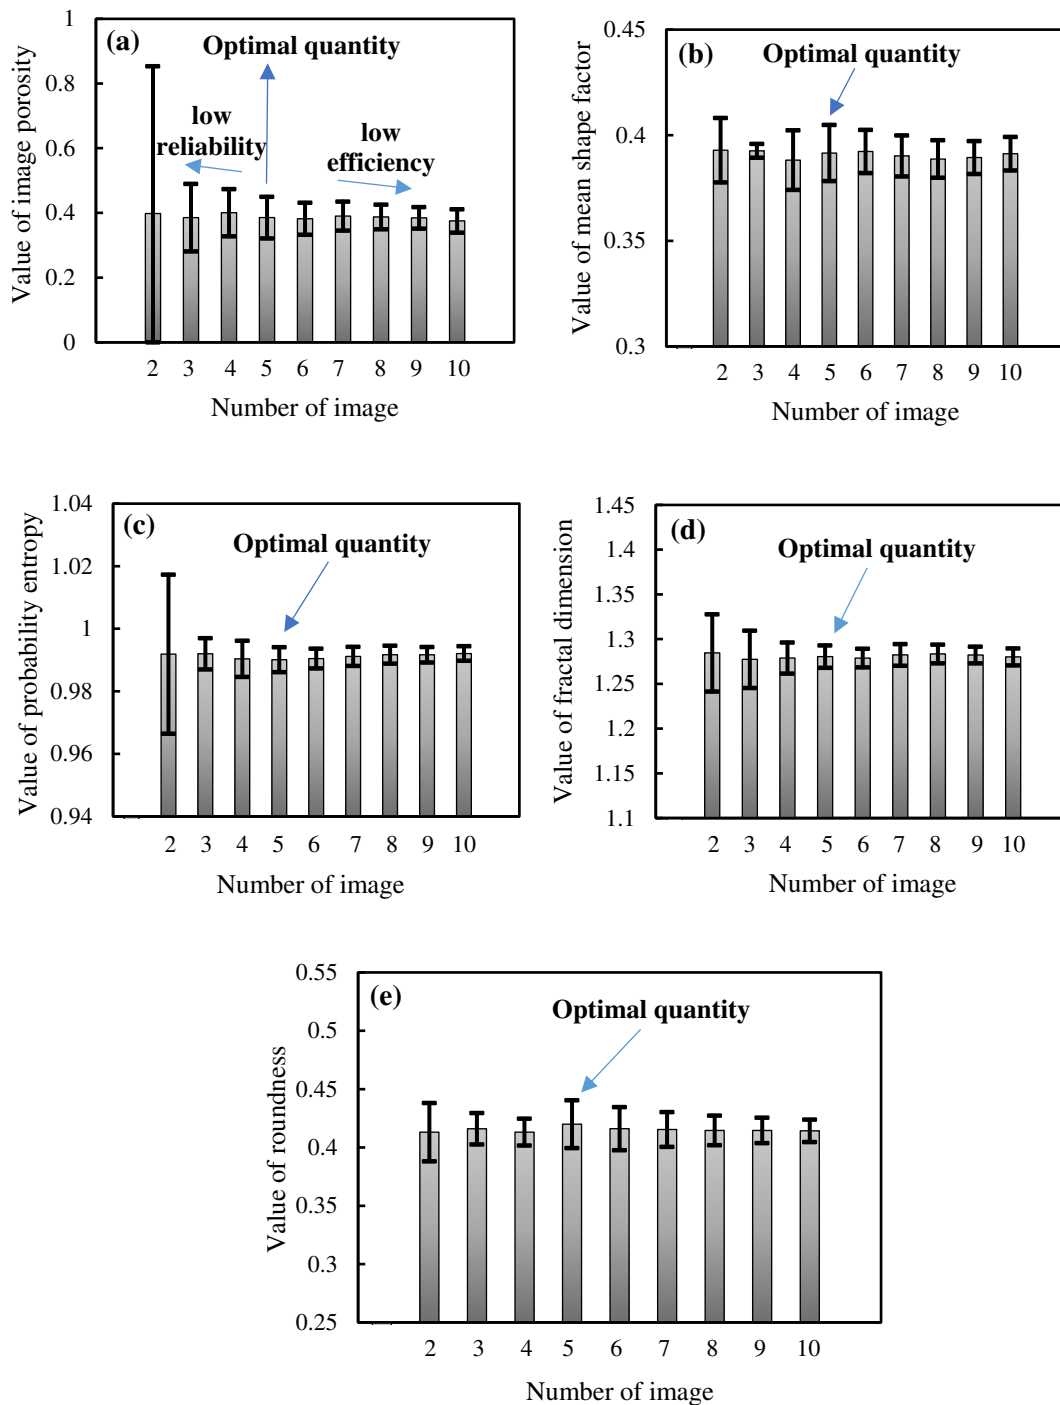 (a)
Optimal quantity
low
reliability
low
efficiency
Value of image porosity
1
0.8
0.6
0.4
0.2
0
2 3 4 5 6 7 8 9 10
Number of image
(b)
Optimal quantity
Value of mean shape factor
0.45
0.4
0.35
0.3
2 3 4 5 6 7 8 9 10
Number of image
(c)
Optimal quantity
Value of probability entropy
1.04
1.02
1
0.98
0.96
0.94
2 3 4 5 6 7 8 9 10
Number of image
(d)
Optimal quantity
Value of fractal dimension
1.45
1.4
1.35
1.3
1.25
1.2
1.15
1.1
2 3 4 5 6 7 8 9 10
Number of image
(e)
Optimal quantity
Value of roundness
0.55
0.5
0.45
0.4
0.35
0.3
0.25
2 3 4 5 6 7 8 9 10
Number of image